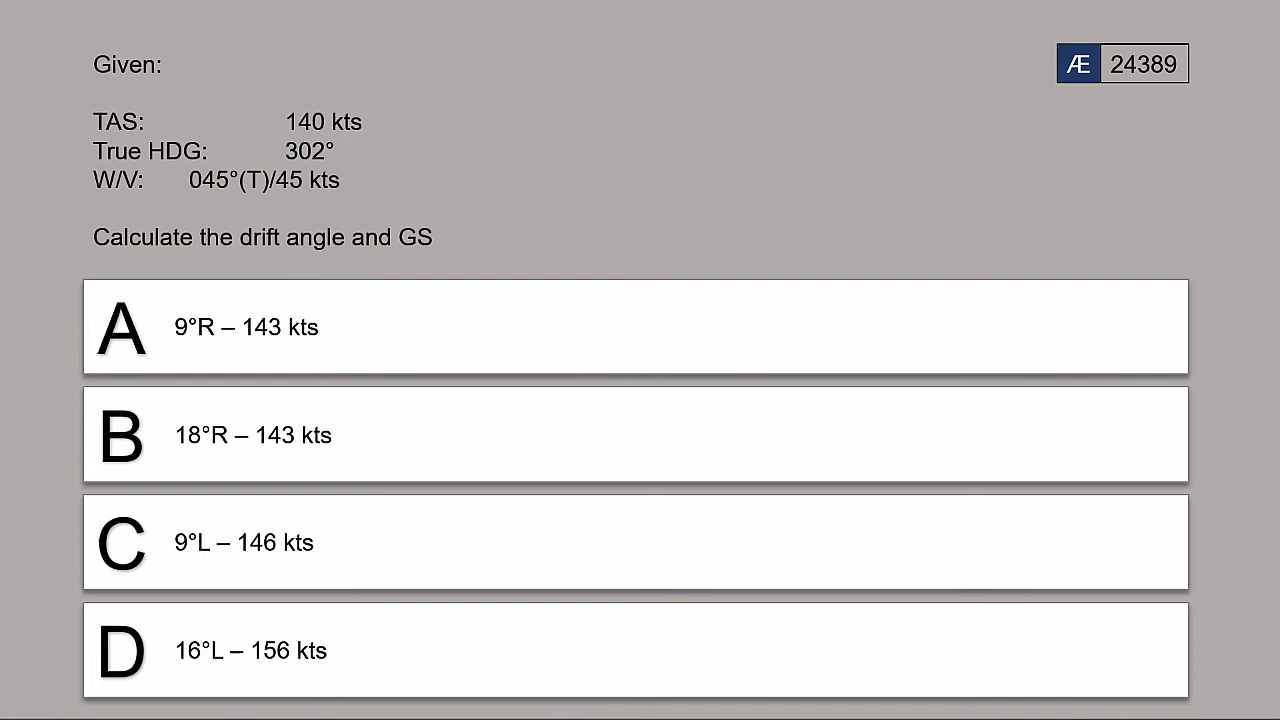 Given:
Æ 24389
TAS: 140 kts
True HDG: 302°
W/V: 045°(T)/45 kts
Calculate the drift angle and GS
A 9°R – 143 kts
B 18°R – 143 kts
C 9°L – 146 kts
D 16°L – 156 kts